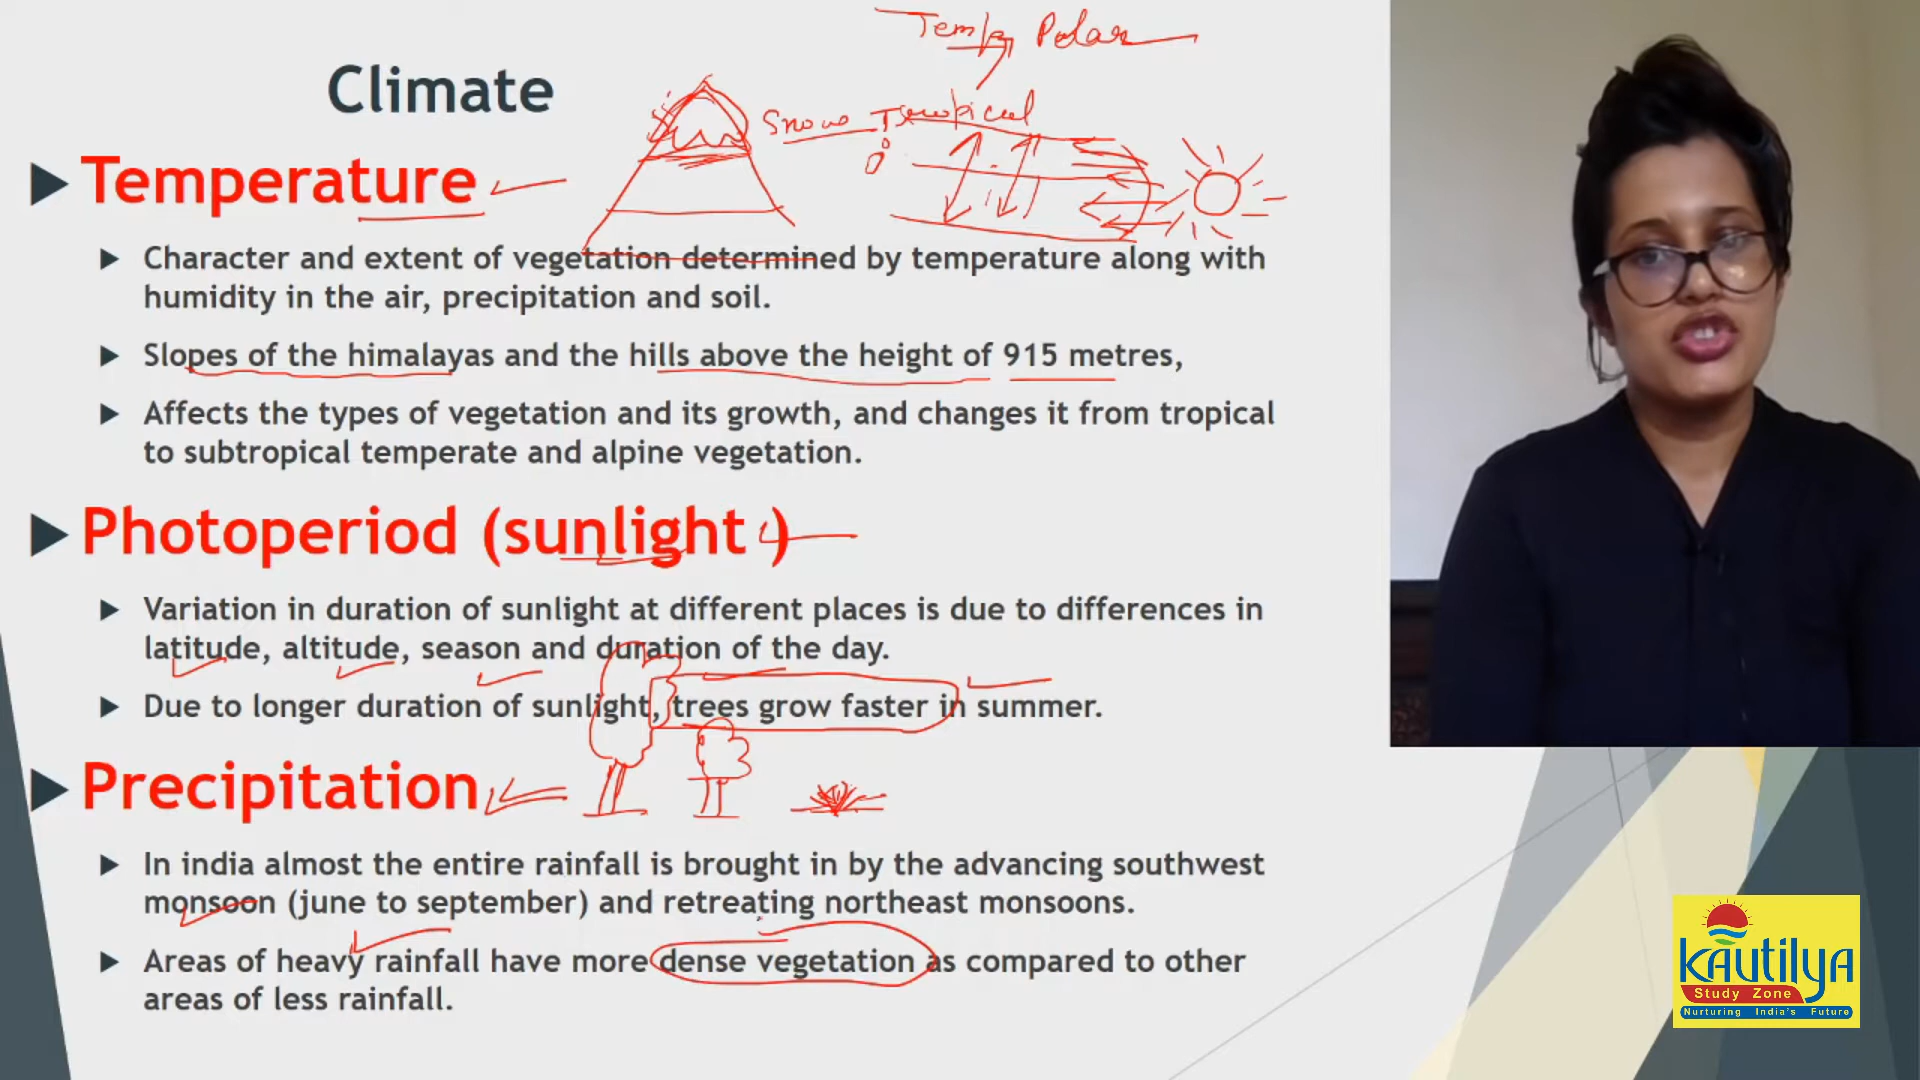 Temp Polar
Climate
Snow Tropical
Temperature
Character and extent of vegetation determined by temperature along with
humidity in the air, precipitation and soil.
Slopes of the himalayas and the hills above the height of 915 metres,
Affects the types of vegetation and its growth, and changes it from tropical
to subtropical temperate and alpine vegetation.
Photoperiod (sunlight )
Variation in duration of sunlight at different places is due to differences in
latitude, altitude, season and duration of the day.
Due to longer duration of sunlight, trees grow faster in summer.
Precipitation
In india almost the entire rainfall is brought in by the advancing southwest
monsoon (june to september) and retreating northeast monsoons.
Areas of heavy rainfall have more dense vegetation as compared to other
areas of less rainfall.
Kautilya
Study Zone
Nurturing India's Future